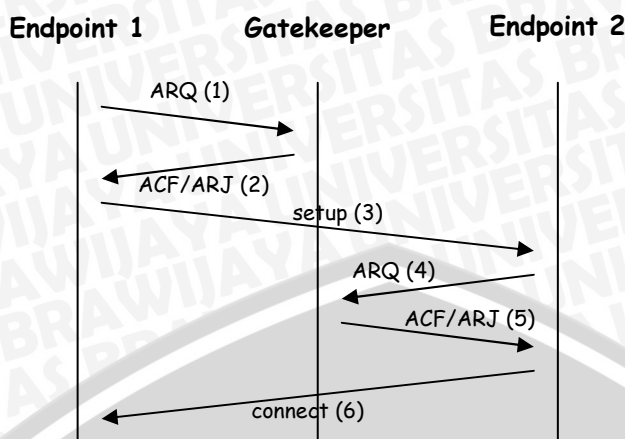 Endpoint 1 Gatekeeper Endpoint 2
ARQ (1)
ACF/ARJ (2)
setup (3)
ARQ (4)
ACF/ARJ (5)
connect (6)